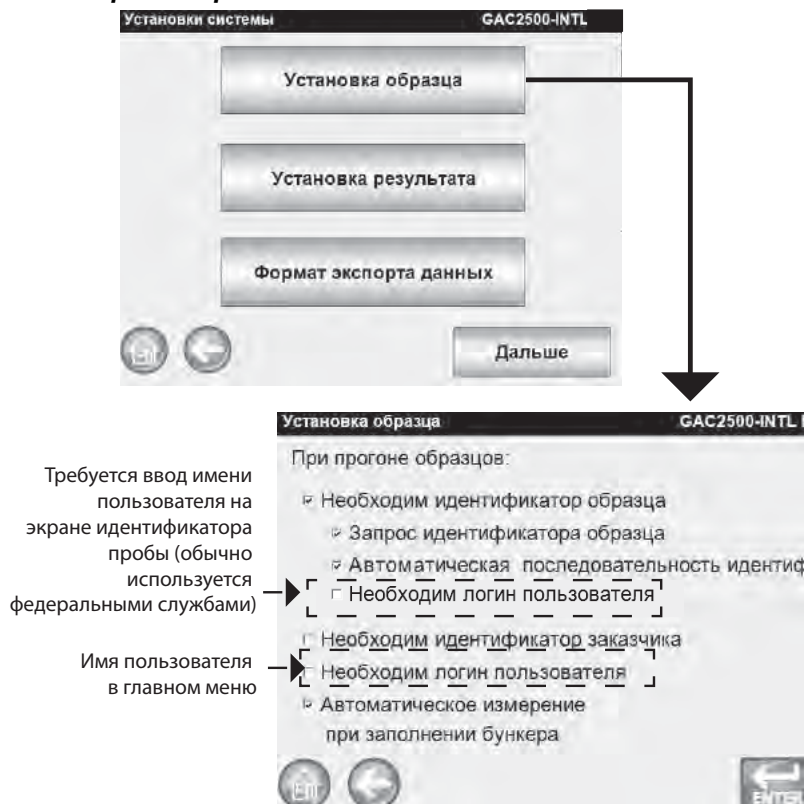 Установки системы GAC2500-INTL
Установка образца
Установка результата
Формат экспорта данных
Дальше
Установка образца GAC2500-INTL
При прогоне образцов:
Необходим идентификатор образца
Запрос идентификатора образца
Автоматическая последовательность идентиф
Необходим логин пользователя
Необходим идентификатор заказчика
Необходим логин пользователя
Автоматическое измерение
при заполнении бункера
ENTER
Требуется ввод имени
пользователя на
экране идентификатора
пробы (обычно
используется
федеральными службами)
Имя пользователя
в главном меню